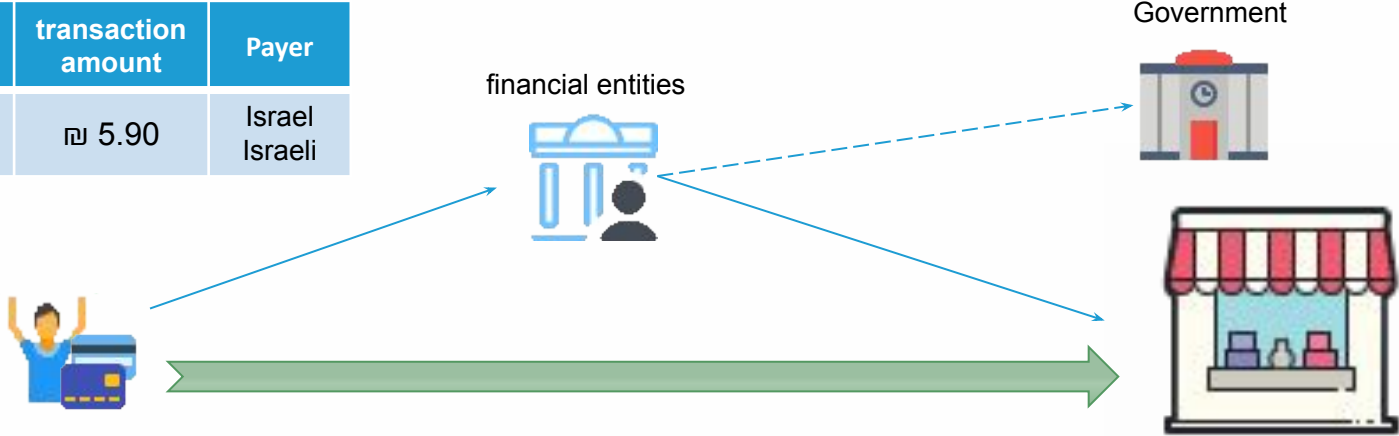 Government
transaction
amount
Payer
financial entities
₪ 5.90
Israel
Israeli